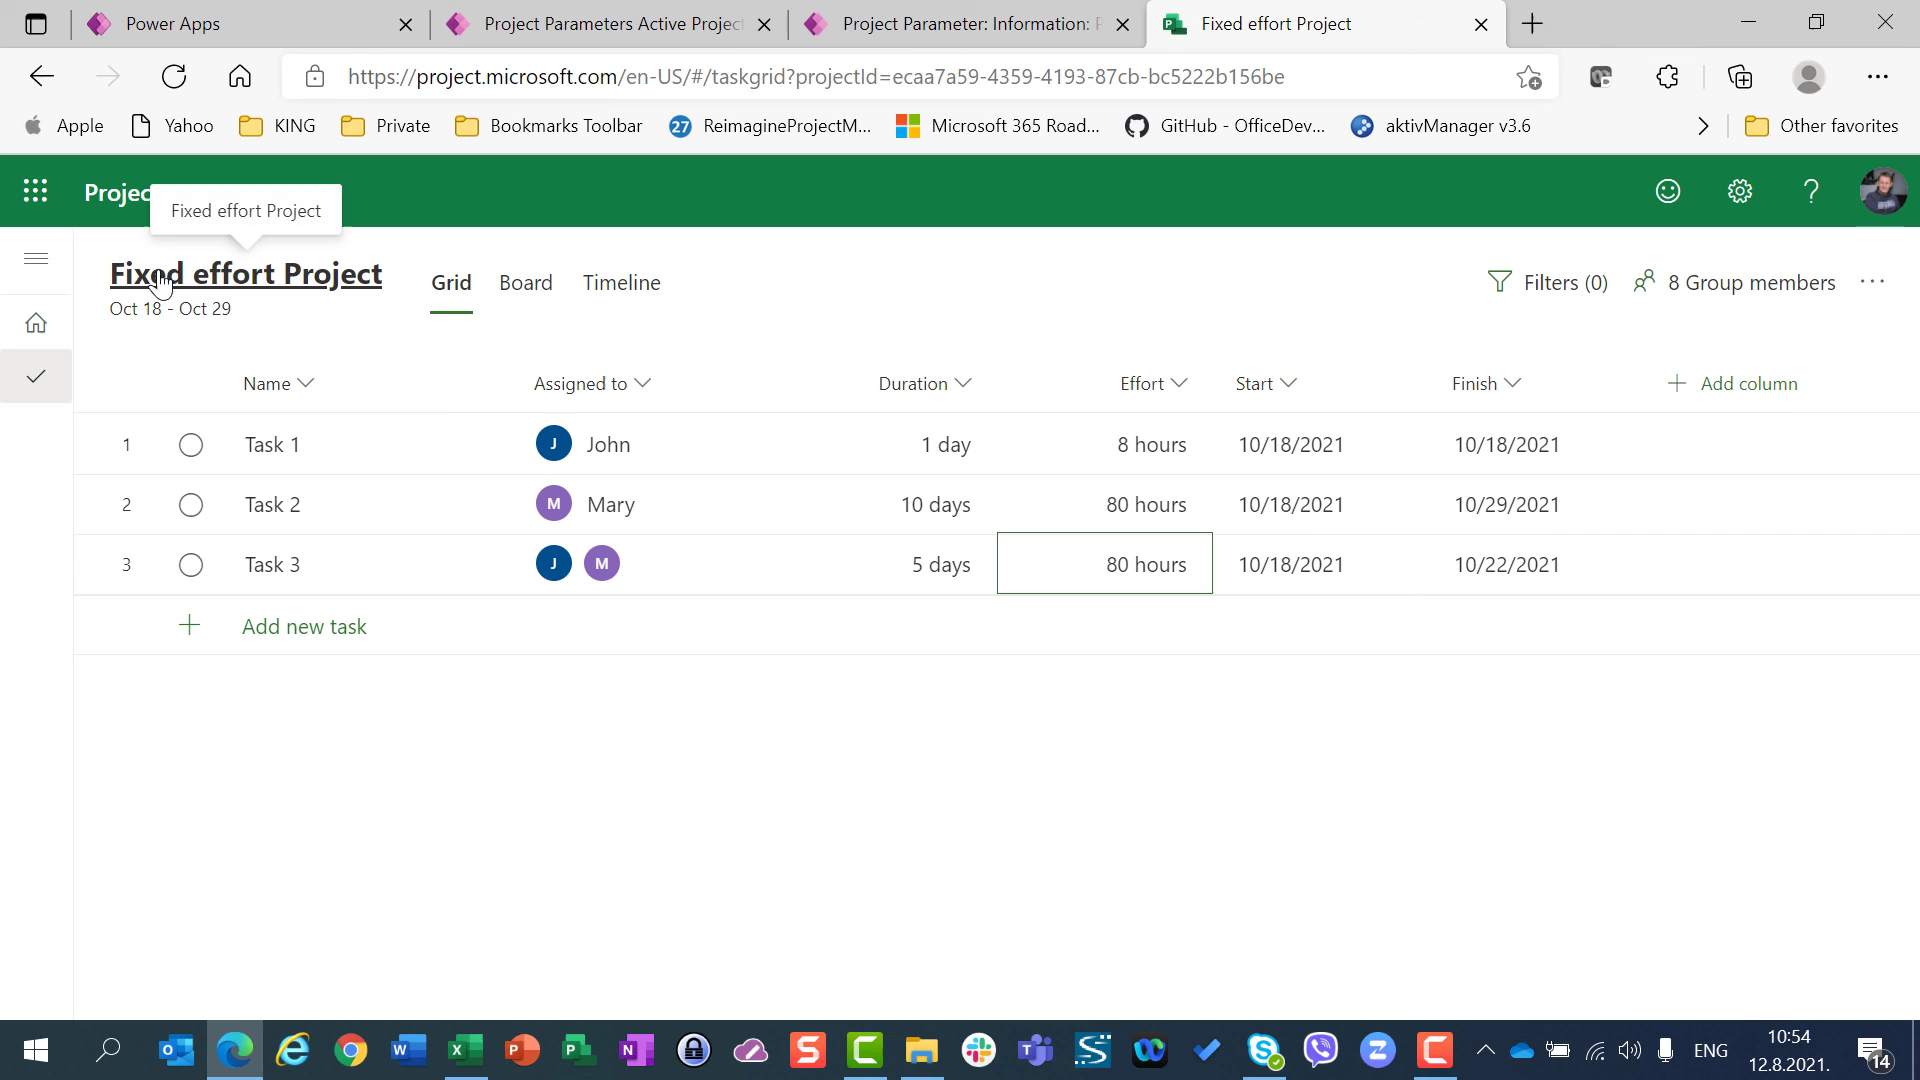 Power Apps
Project Parameters Active Project
Project Parameter: Information: P
Fixed effort Project
https://project.microsoft.com/en-US/#/taskgrid?projectId=ecaa7a59-4359-4193-87cb-bc5222b156be
Apple Yahoo KING Private Bookmarks Toolbar 27 ReimagineProjectM... Microsoft 365 Road... GitHub - OfficeDev... aktivManager v3.6 Other favorites
Projec
Fixed effort Project
Fixed effort Project
Oct 18 - Oct 29
Grid Board Timeline Filters (0) 8 Group members
Name Assigned to Duration Effort Start Finish Add column
1 Task 1 J John 1 day 8 hours 10/18/2021 10/18/2021
2 Task 2 M Mary 10 days 80 hours 10/18/2021 10/29/2021
3 Task 3 J M 5 days 80 hours 10/18/2021 10/22/2021
Add new task
ENG
10:54
12.8.2021.
14